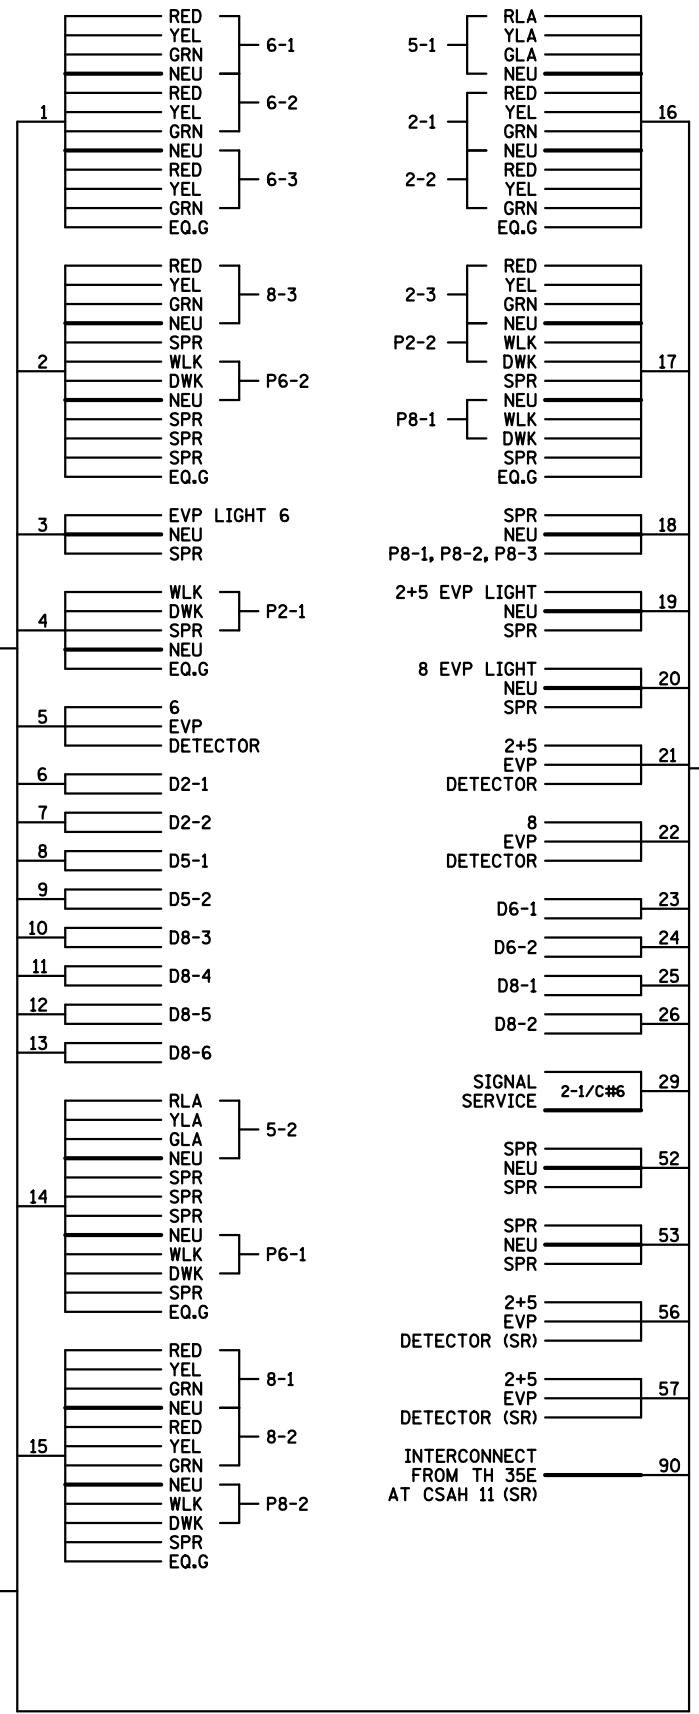 1
RED
YEL
GRN
NEU
RED
YEL
GRN
NEU
RED
YEL
GRN
EQ.G
6-1
6-2
6-3
2
RED
YEL
GRN
NEU
SPR
WLK
DWK
NEU
SPR
SPR
SPR
EQ.G
8-3
P6-2
3
EVP LIGHT 6
NEU
SPR
4
WLK
DWK
SPR
NEU
EQ.G
P2-1
5
6
EVP
DETECTOR
6
D2-1
7
D2-2
8
D5-1
9
D5-2
10
D8-3
11
D8-4
12
D8-5
13
D8-6
14
RLA
YLA
GLA
NEU
SPR
SPR
SPR
NEU
WLK
DWK
SPR
EQ.G
5-2
P6-1
15
RED
YEL
GRN
NEU
RED
YEL
GRN
NEU
WLK
DWK
SPR
EQ.G
8-1
8-2
P8-2
5-1
2-1
2-2
RLA
YLA
GLA
NEU
RED
YEL
GRN
NEU
RED
YEL
GRN
EQ.G
16
2-3
P2-2
P8-1
RED
YEL
GRN
NEU
WLK
DWK
SPR
NEU
WLK
DWK
SPR
EQ.G
17
SPR
NEU
P8-1, P8-2, P8-3
18
2+5 EVP LIGHT
NEU
SPR
19
8 EVP LIGHT
NEU
SPR
20
2+5
EVP
DETECTOR
21
8
EVP
DETECTOR
22
D6-1
23
D6-2
24
D8-1
25
D8-2
26
SIGNAL
SERVICE
2-1/C#6
29
SPR
NEU
SPR
52
SPR
NEU
SPR
53
2+5
EVP
DETECTOR (SR)
56
2+5
EVP
DETECTOR (SR)
57
INTERCONNECT
FROM TH 35E
AT CSAH 11 (SR)
90